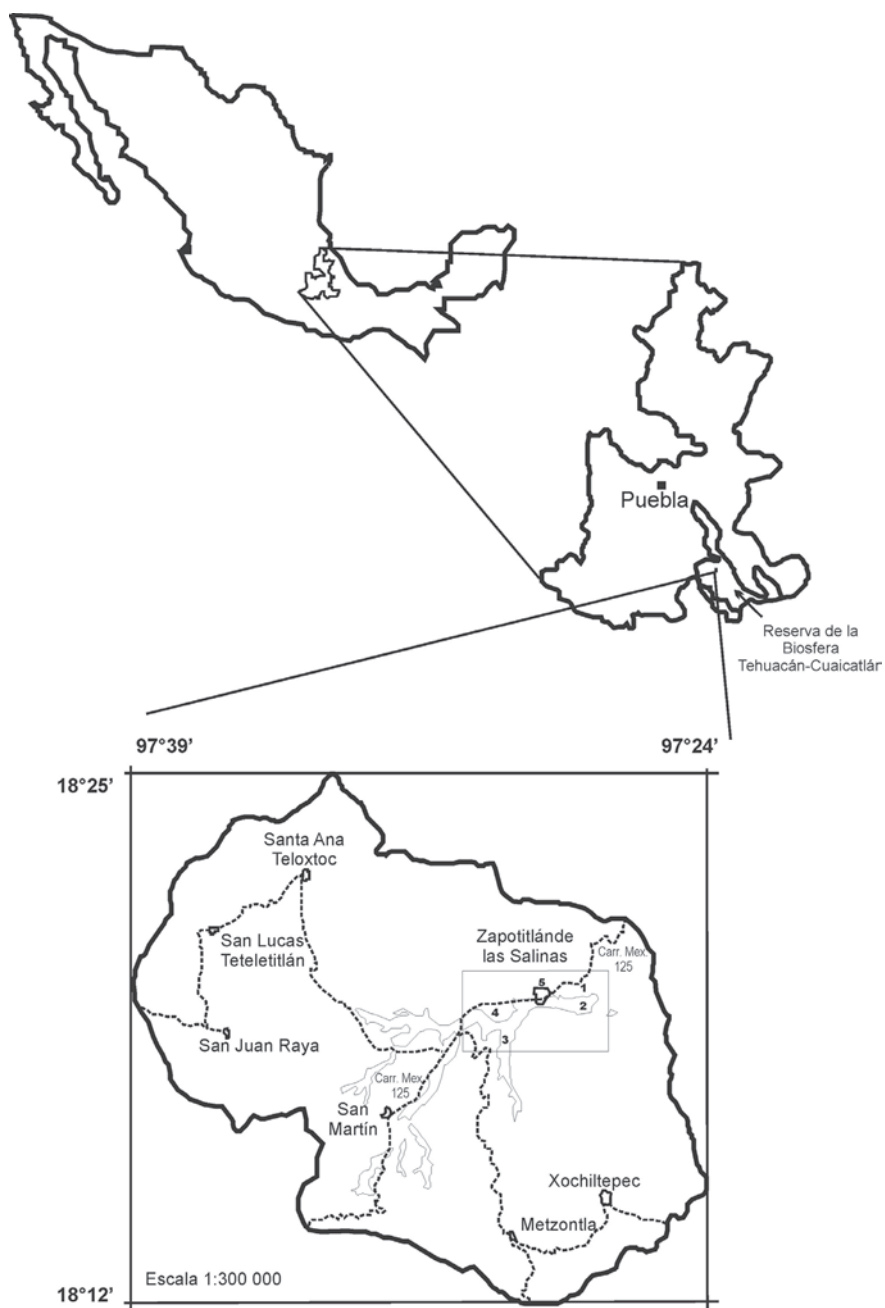 Puebla
Reserva de la
Biosfera
Tehuacán-Cuaicatlán
97°39’
97°24’
18°25’
Santa Ana
Teloxtoc
San Lucas
Teteletitlán
Zapotitlánde
las Salinas
Carr. Mex.
125
5
1
2
4
3
San Juan Raya
Carr. Mex.
125
San
Martín
Xochiltepec
Metzontla
Escala 1:300 000
18°12’